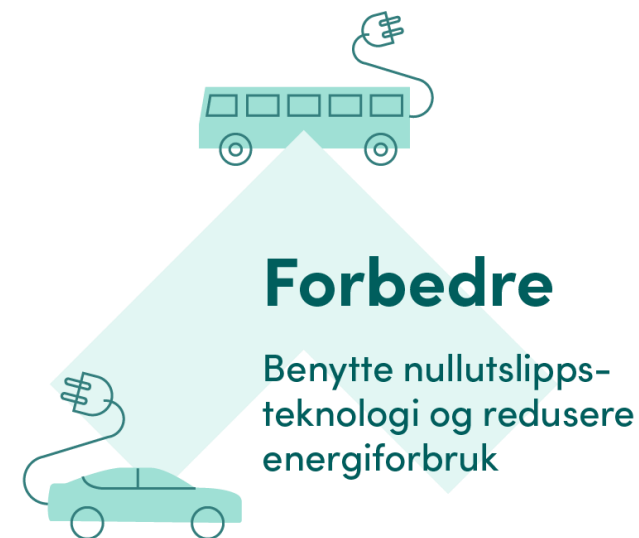 Forbedre
Benytte nullutslipps-
teknologi og redusere
energiforbruk